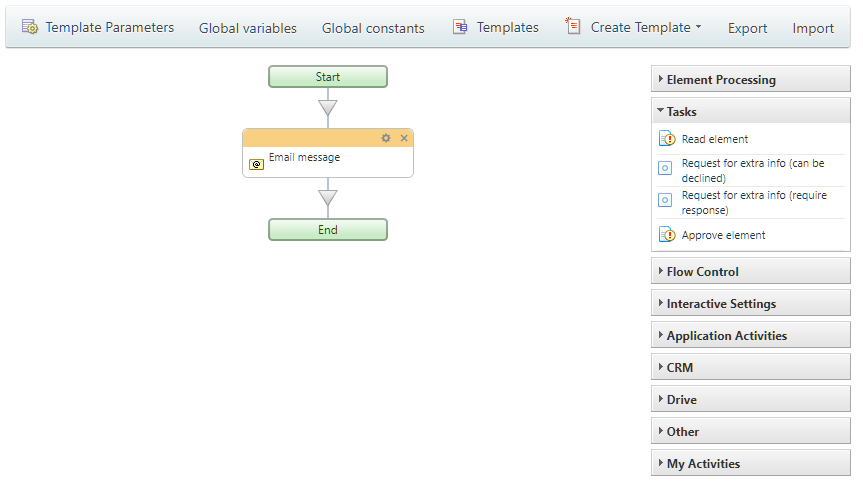 Template Parameters
Global variables
Global constants
Templates
Create Template
Export
Import
Start
Email message
End
Element Processing
Tasks
Read element
Request for extra info (can be
declined)
Request for extra info (require
response)
Approve element
Flow Control
Interactive Settings
Application Activities
CRM
Drive
Other
My Activities